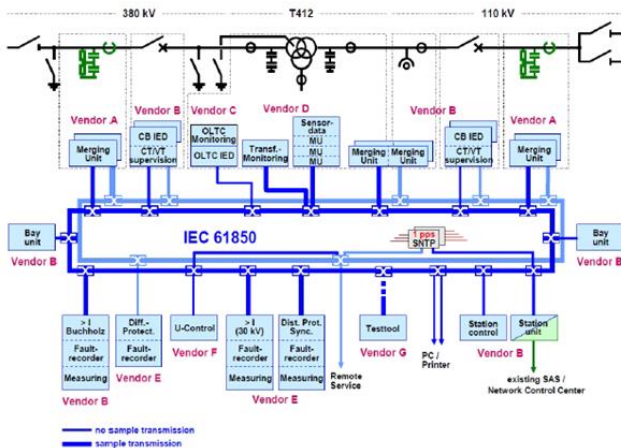 380 kV T412 110 kV
Vendor A
Vendor B
Vendor C
Vendor D
Vendor B
Vendor A
Merging
Unit
CB IED
CT/VT
supervision
OLTC
Monitoring
OLTC IED
Transf.-
Monitoring
Sensor-
data
MU
MU
MU
Merging
Unit
Merging
Unit
CB IED
CT/VT
supervision
Merging
Unit
Bay
unit
Vendor B
IEC 61850
1 pps
SNTP
Bay
unit
Vendor B
> I
Buchholz
Fault-
recorder
Measuring
Vendor B
Diff.-
Protect.
Fault-
recorder
Vendor E
U-Control
Vendor F
> I
(30 kV)
Fault-
recorder
Measuring
Dist. Prot.
Sync.
Fault-
recorder
Measuring
Vendor E
Remote
Service
Testtool
Vendor G
PC /
Printer
Station
control
Vendor B
Station
unit
existing SAS /
Network Control Center
no sample transmission
sample transmission